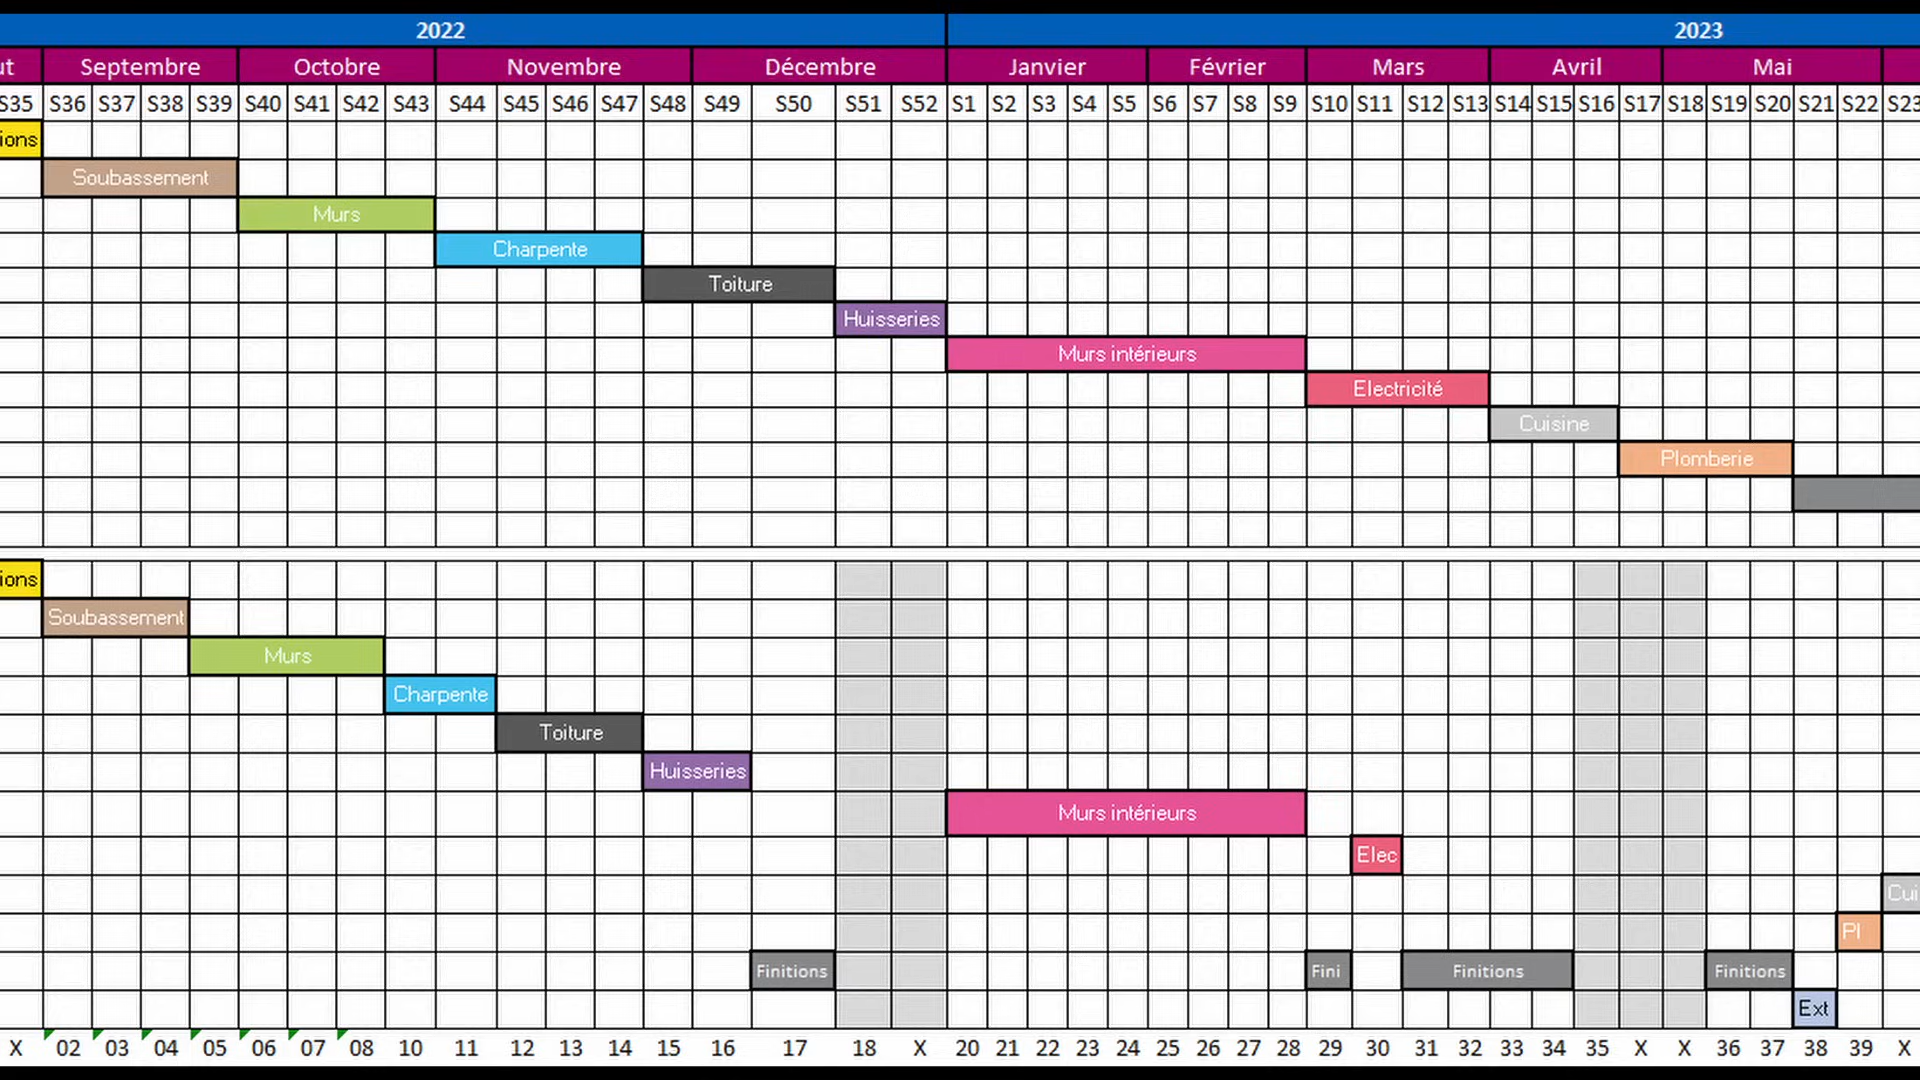 2022 2023
ut Septembre Octobre Novembre Décembre Janvier Février Mars Avril Mai
S35 S36 S37 S38 S39 S40 S41 S42 S43 S44 S45 S46 S47 S48 S49 S50 S51 S52 S1 S2 S3 S4 S5 S6 S7 S8 S9 S10 S11 S12 S13 S14 S15 S16 S17 S18 S19 S20 S21 S22 S23
ions
Soubassement
Murs
Charpente
Toiture
Huisseries
Murs intérieurs
Electricité
Cuisine
Plomberie
ions
Soubassement
Murs
Charpente
Toiture
Huisseries
Murs intérieurs
Elec
Cui
Pl
Finitions Fini Finitions Finitions
Ext
X 02 03 04 05 06 07 08 10 11 12 13 14 15 16 17 18 X 20 21 22 23 24 25 26 27 28 29 30 31 32 33 34 35 X X 36 37 38 39 X